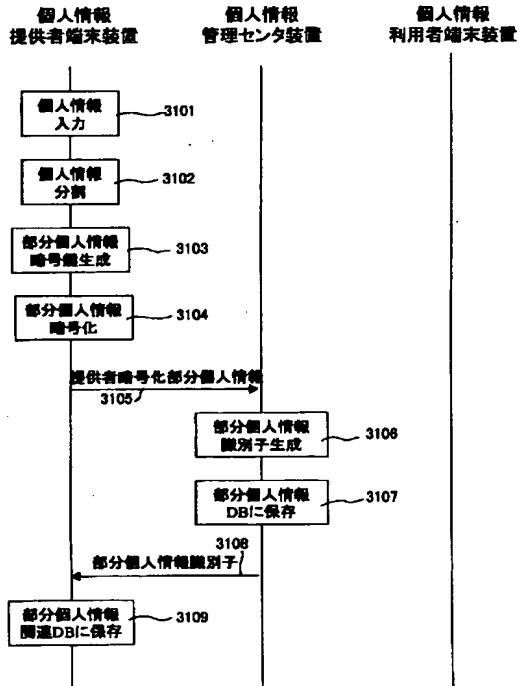 個人情報
提供者端末装置
個人情報
管理センタ装置
個人情報
利用者端末装置
個人情報
入力
3101
個人情報
分割
3102
部分個人情報
暗号鍵生成
3103
部分個人情報
暗号化
3104
提供者暗号化部分個人情報
3105
部分個人情報
識別子生成
3106
部分個人情報
DBに保存
3107
3108
部分個人情報識別子
部分個人情報
関連DBに保存
3109